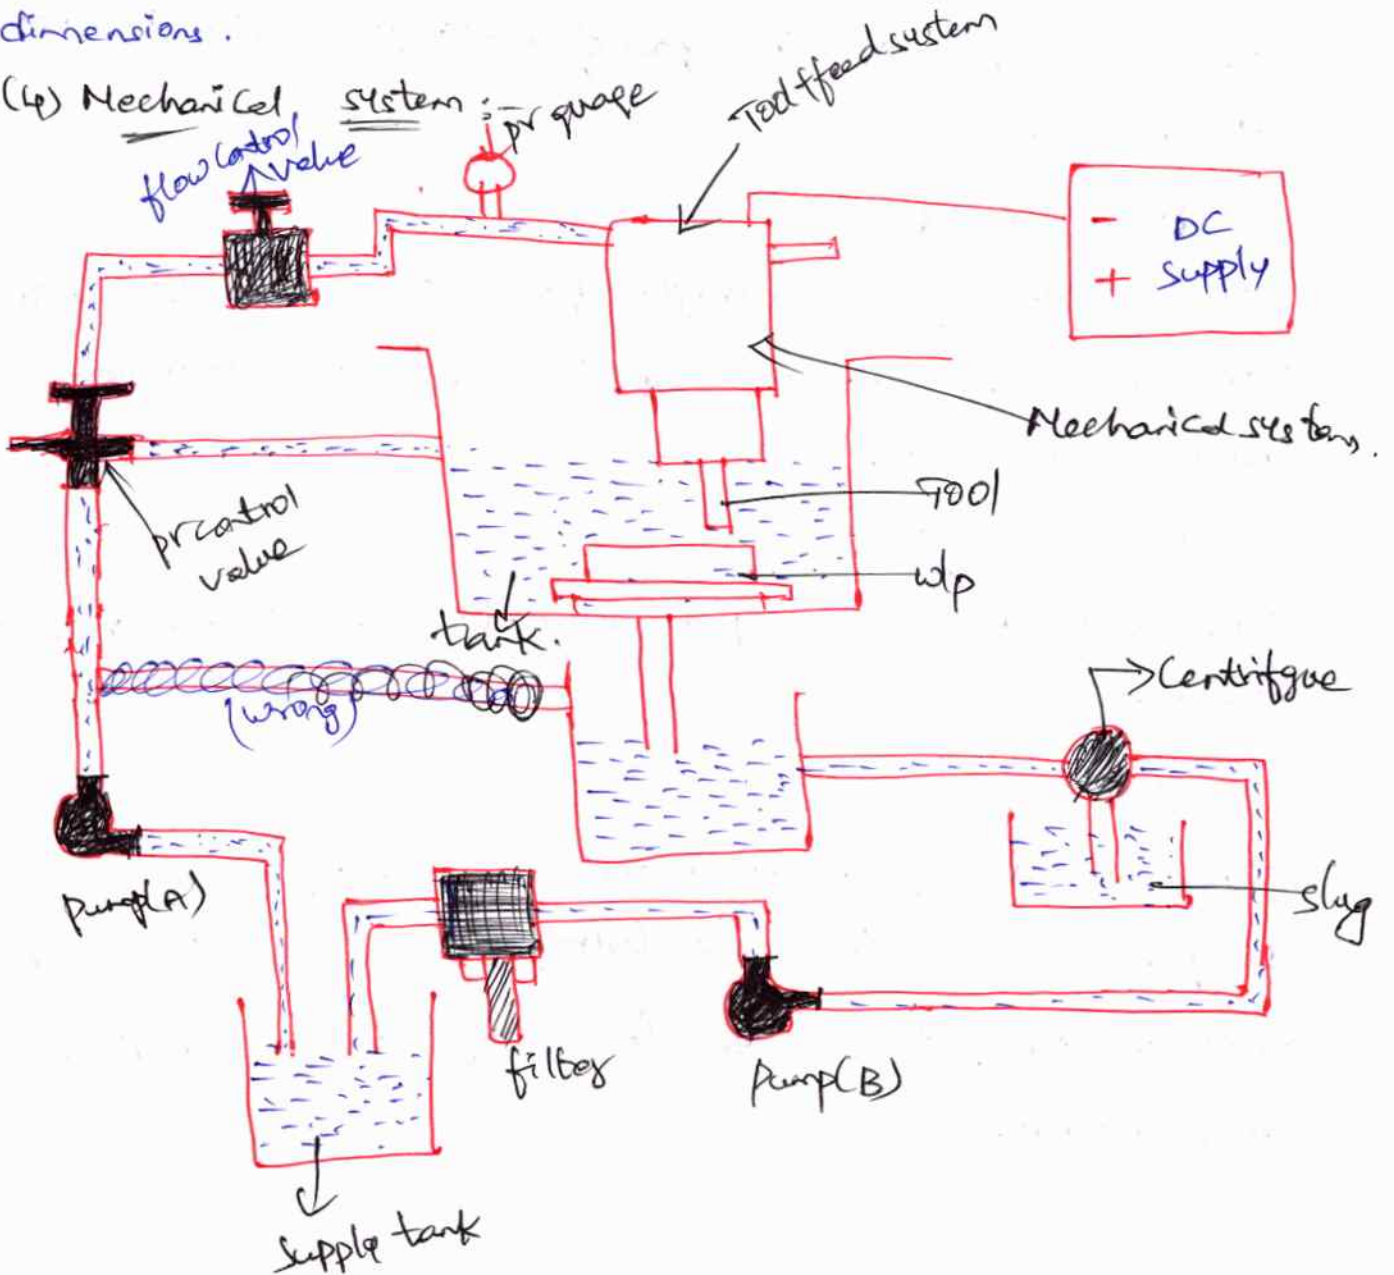 dimensions.
(4) Mechanical system :-
flow control
valve
pr guage
Tool ffeed system
-
DC
+ supply
Mechanical system.
Tool
w/p
pr control
valve
tank.
(wrong)
Centrifgue
slug
pump(A)
filter
pump(B)
supply tank